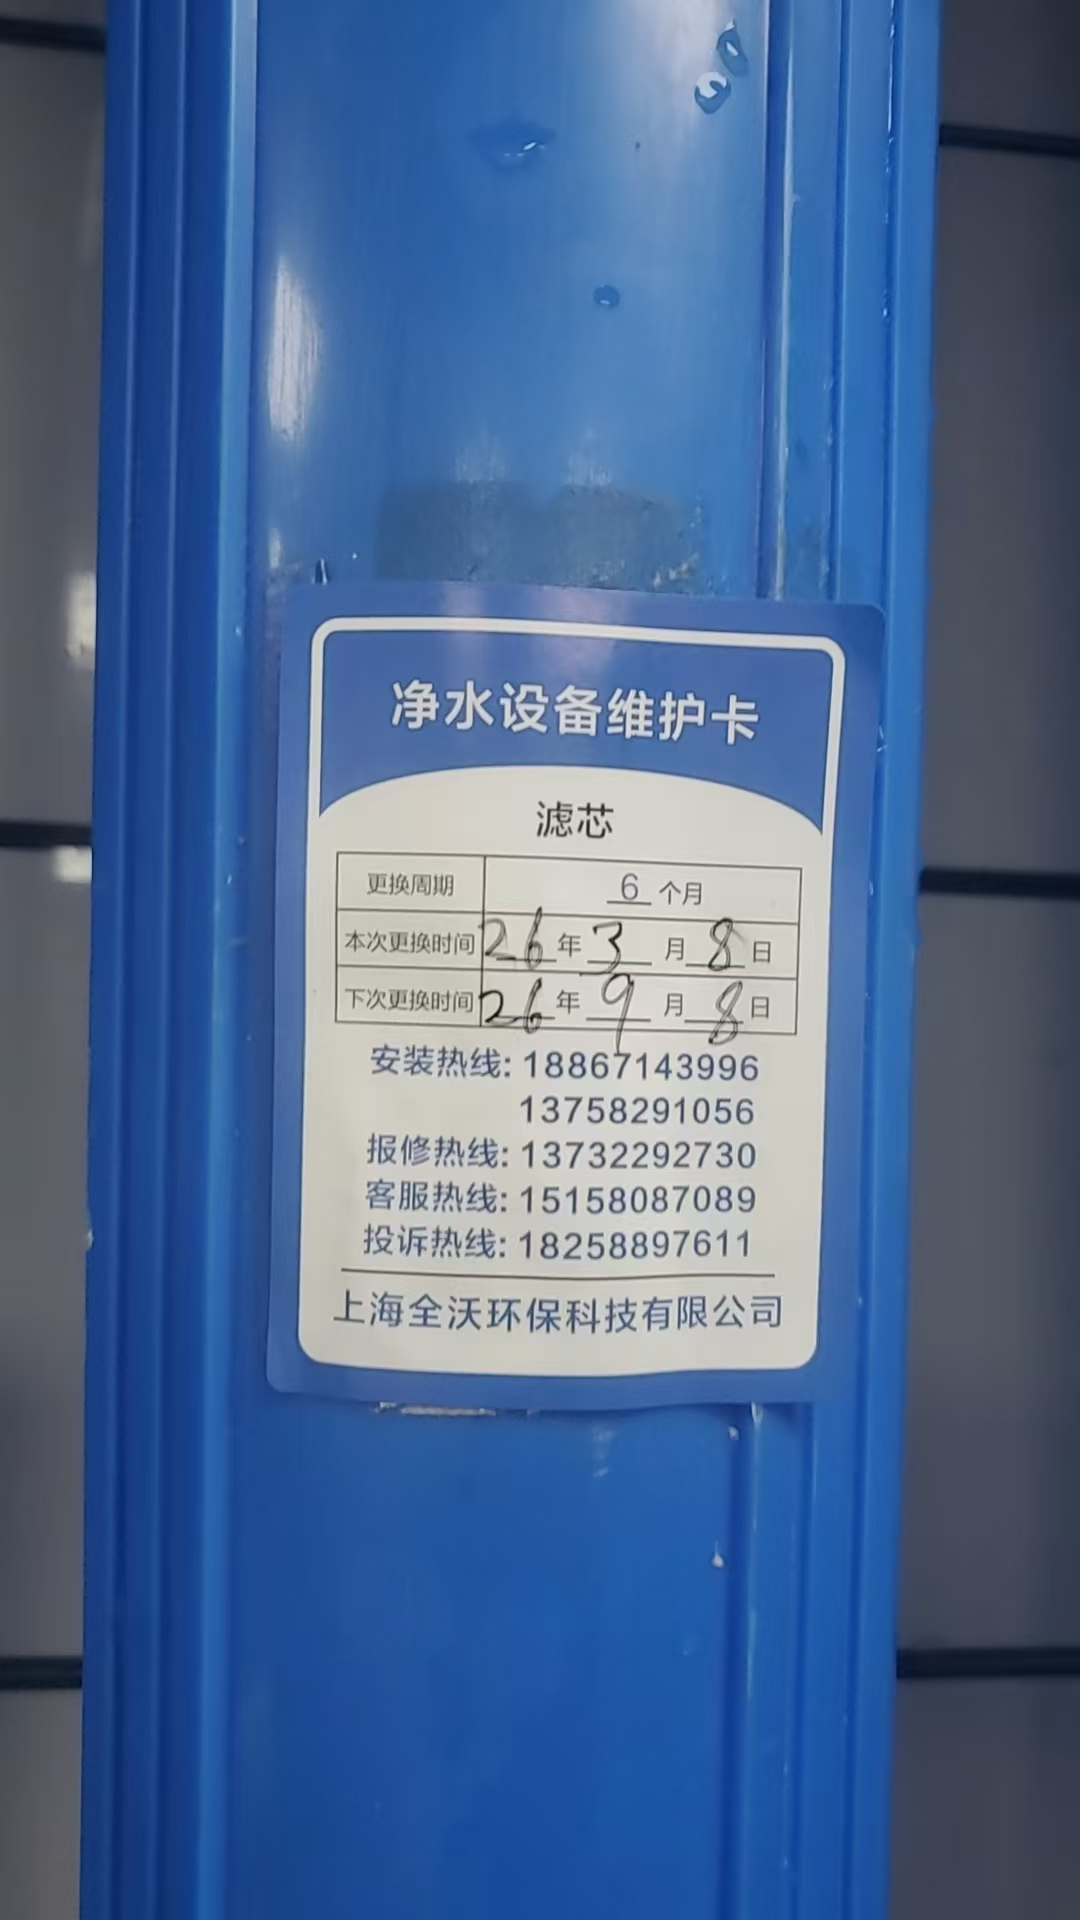 净水设备维护卡
滤芯
更换周期 6 个月
本次更换时间 26 年 3 月 8 日
下次更换时间 26 年 9 月 8 日
安装热线: 18867143996
13758291056
报修热线: 13732292730
客服热线: 15158087089
投诉热线: 18258897611
上海全沃环保科技有限公司